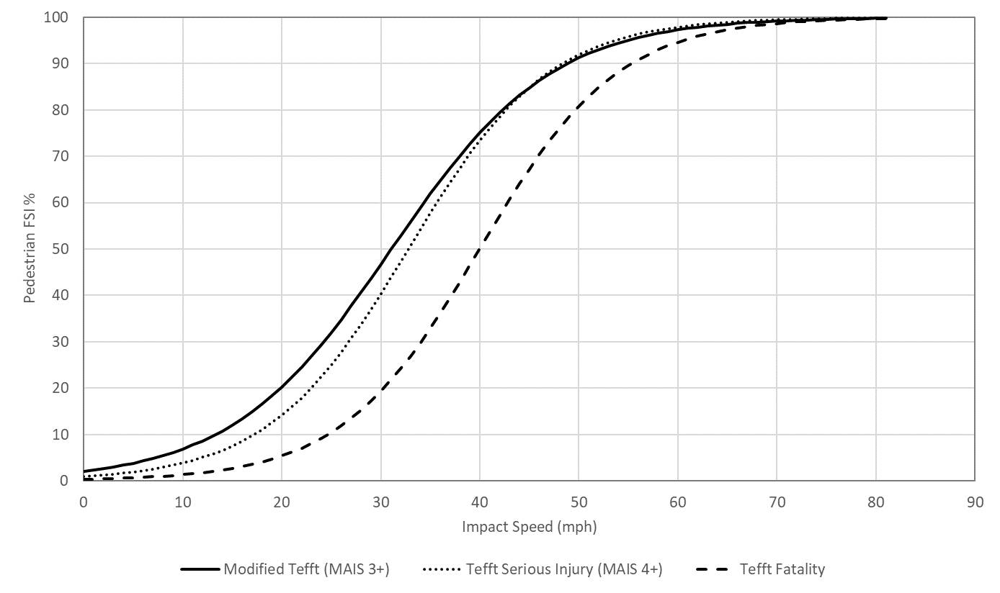 100
90
80
70
60
50
40
30
20
10
0
Pedestrian FSI %
0 10 20 30 40 50 60 70 80 90
Impact Speed (mph)
Modified Tefft (MAIS 3+) Tefft Serious Injury (MAIS 4+) Tefft Fatality